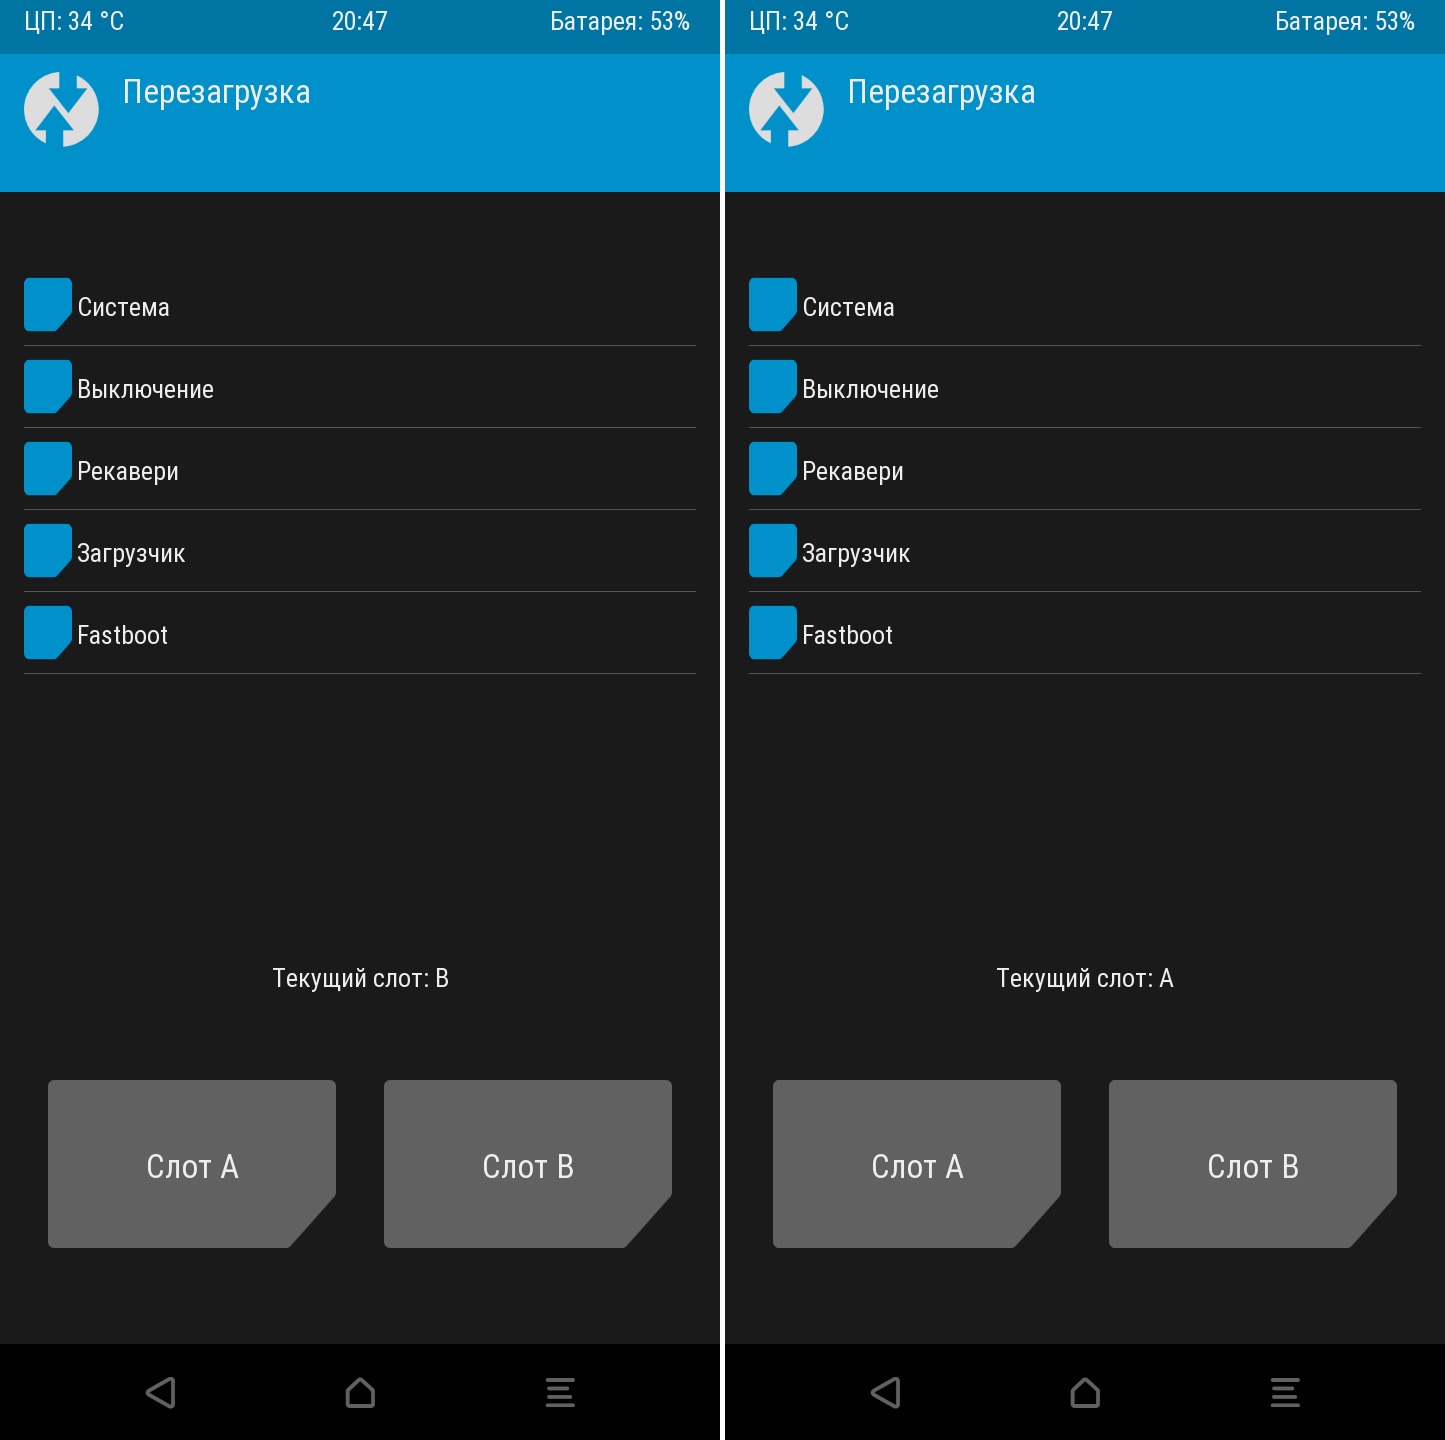 ЦП: 34 °C 20:47 Батарея: 53%
Перезагрузка
Система
Выключение
Рекавери
Загрузчик
Fastboot
Текущий слот: B
Слот A Слот B
ЦП: 34 °C 20:47 Батарея: 53%
Перезагрузка
Система
Выключение
Рекавери
Загрузчик
Fastboot
Текущий слот: A
Слот A Слот B